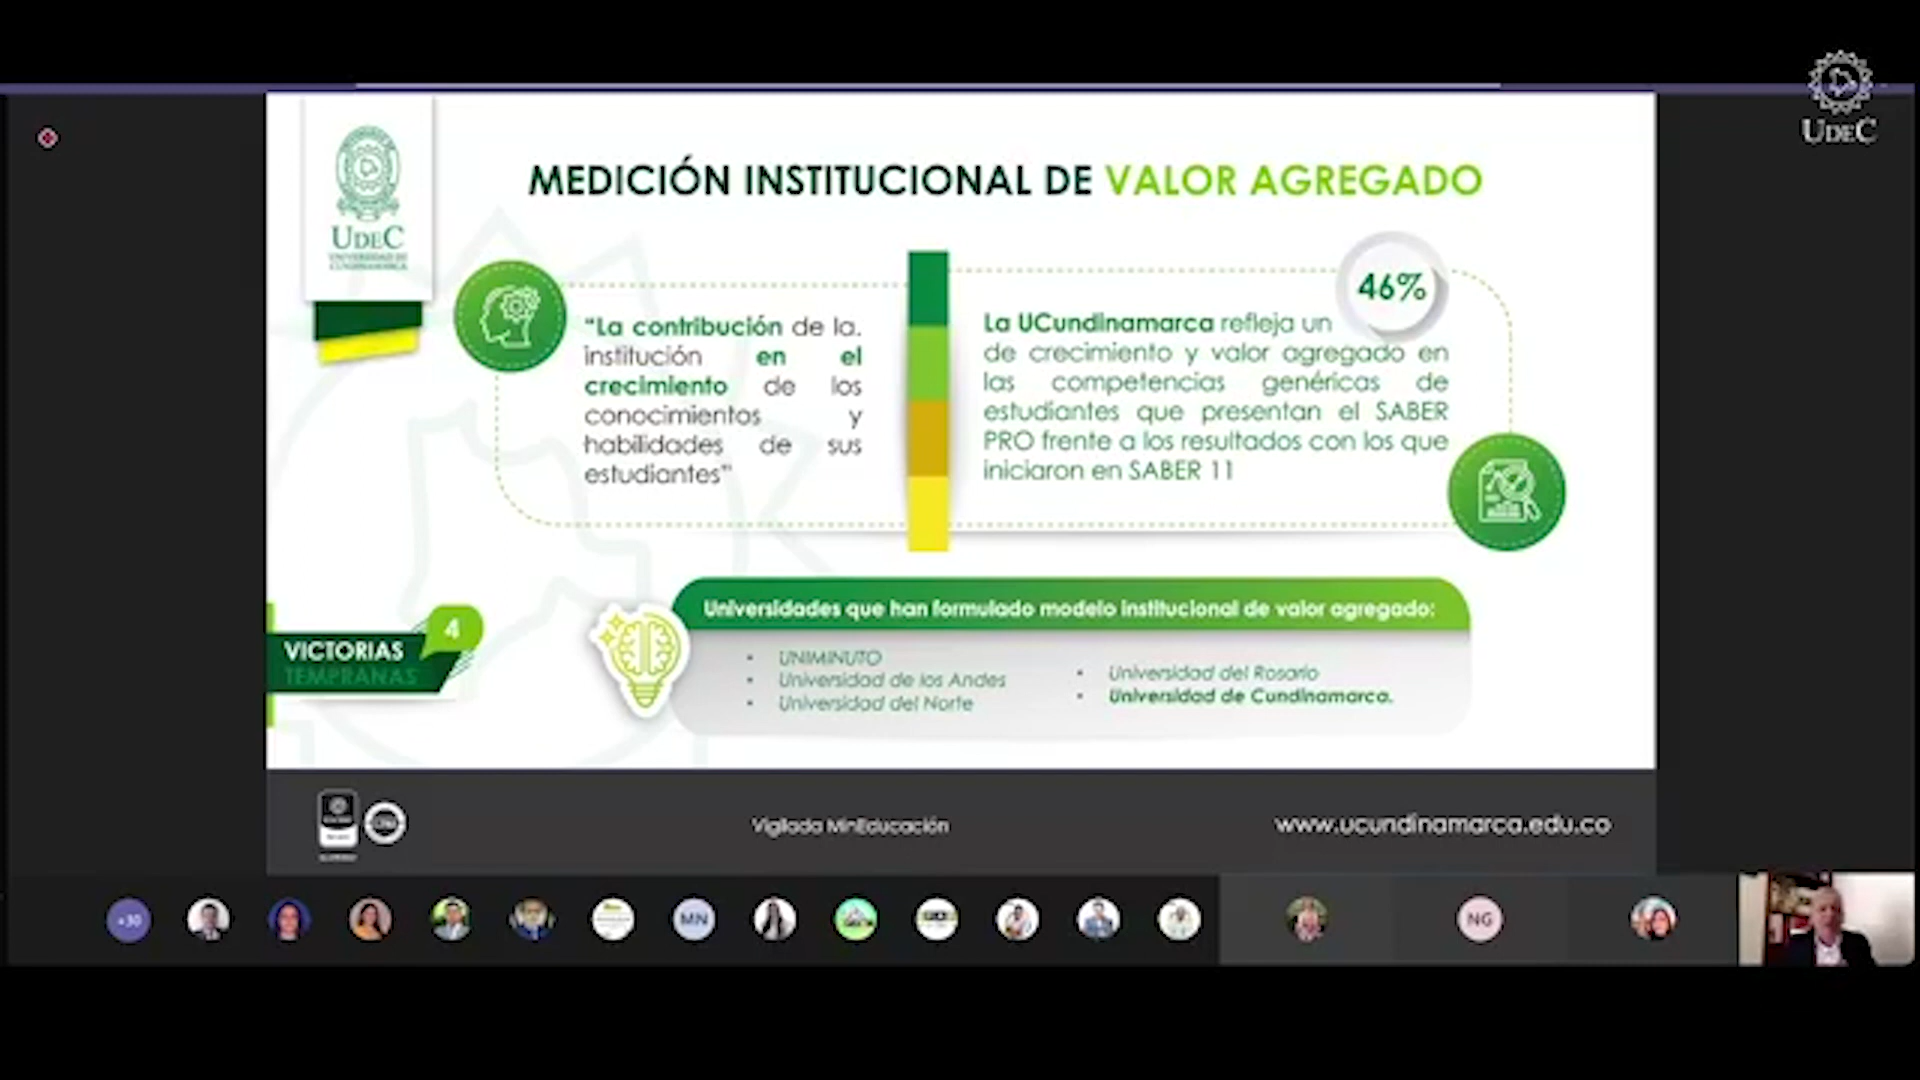 UDEC
UDEC
UNIVERSIDAD DE
CUNDINAMARCA
MEDICIÓN INSTITUCIONAL DE VALOR AGREGADO
"La contribución de la.
institución en el
crecimiento de los
conocimientos y
habilidades de sus
estudiantes"
46%
La UCundinamarca refleja un
de crecimiento y valor agregado en
las competencias genéricas de
estudiantes que presentan el SABER
PRO frente a los resultados con los que
iniciaron en SABER 11
4
VICTORIAS
TEMPRANAS
Universidades que han formulado modelo institucional de valor agregado:
• UNIMINUTO
• Universidad de los Andes
• Universidad del Norte
• Universidad del Rosario
• Universidad de Cundinamarca.
Vigilada MinEducación
www.ucundinamarca.edu.co
+30
MN
NG